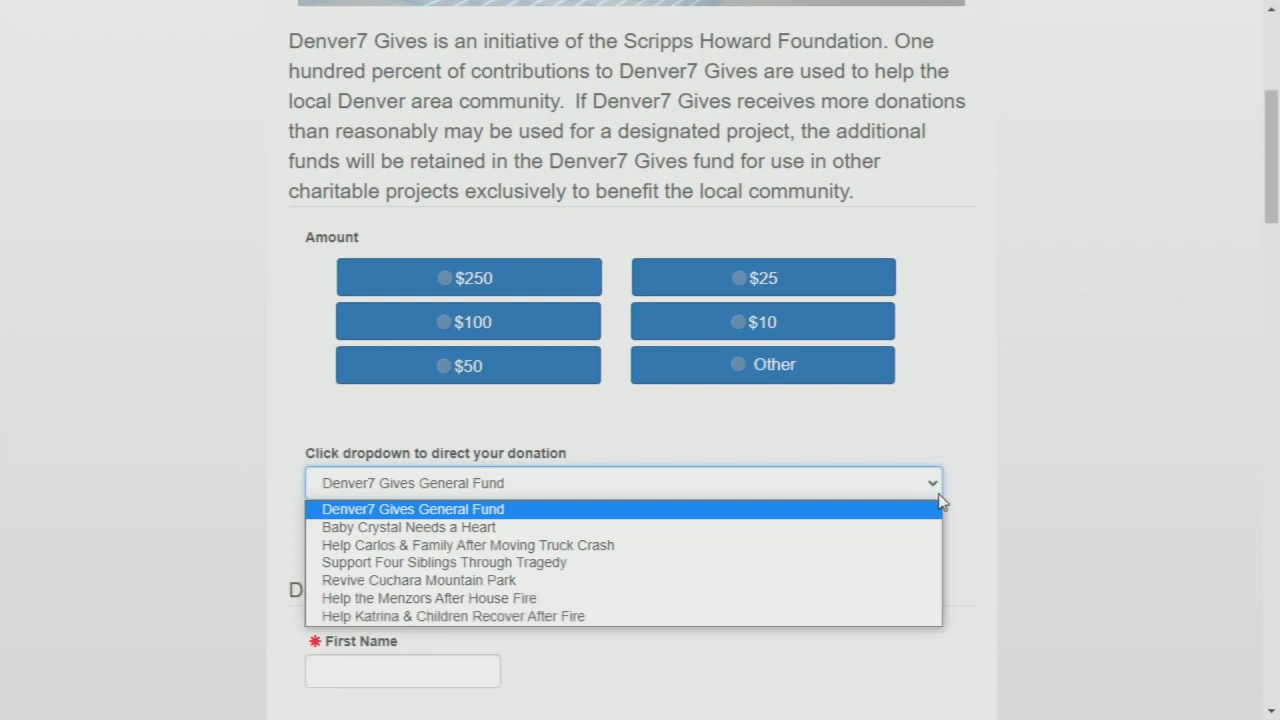 Denver7 Gives is an initiative of the Scripps Howard Foundation. One
hundred percent of contributions to Denver7 Gives are used to help the
local Denver area community.  If Denver7 Gives receives more donations
than reasonably may be used for a designated project, the additional
funds will be retained in the Denver7 Gives fund for use in other
charitable projects exclusively to benefit the local community.
Amount
$250 $25
$100 $10
$50 Other
Click dropdown to direct your donation
Denver7 Gives General Fund
Denver7 Gives General Fund
Baby Crystal Needs a Heart
Help Carlos & Family After Moving Truck Crash
Support Four Siblings Through Tragedy
Revive Cuchara Mountain Park
D
Help the Menzors After House Fire
Help Katrina & Children Recover After Fire
✱ First Name